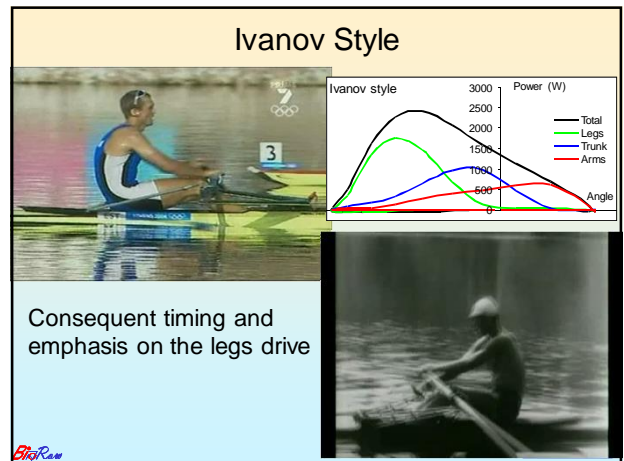 Ivanov Style
7
3
Ivanov style
Power (W)
3000
2500
2000
1500
1000
500
0
Total
Legs
Trunk
Arms
Angle
Consequent timing and
emphasis on the legs drive
BioRow